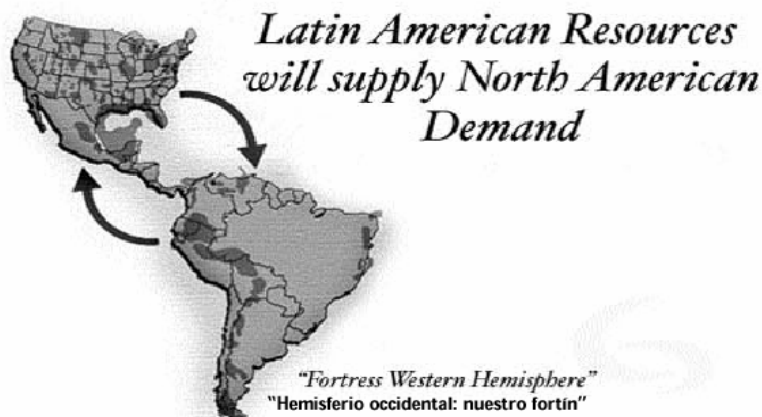 Latin American Resources
will supply North American
Demand
"Fortress Western Hemisphere"
"Hemisferio occidental: nuestro fortín"